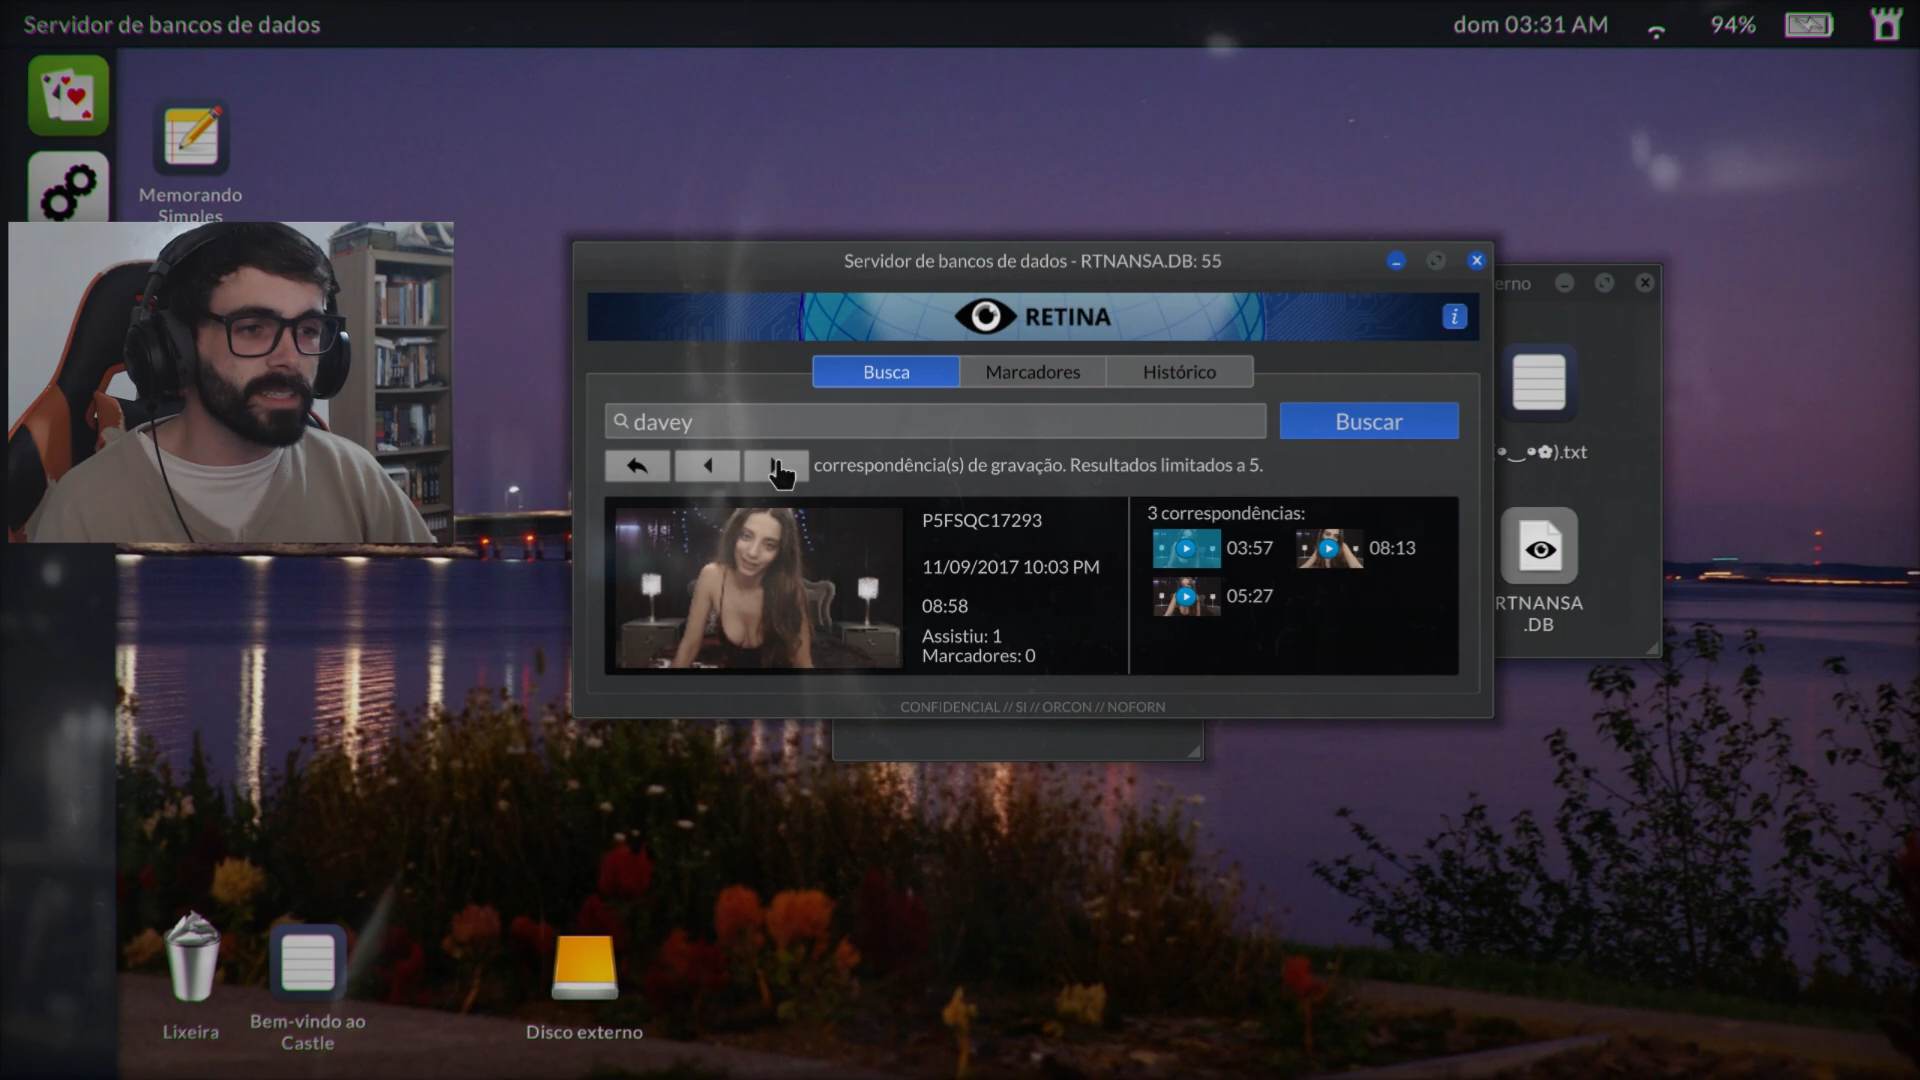 Servidor de bancos de dados
dom 03:31 AM
94%
Memorando
Simples
Servidor de bancos de dados - RTNANSA.DB: 55
erno
RETINA
i
Busca
Marcadores
Histórico
davey
Buscar
correspondência(s) de gravação. Resultados limitados a 5.
P5FSQC17293
11/09/2017 10:03 PM
08:58
Assistiu: 1
Marcadores: 0
3 correspondências:
03:57
08:13
05:27
CONFIDENCIAL // SI // ORCON // NOFORN
•‿•✿).txt
RTNANSA
.DB
Lixeira
Bem-vindo ao
Castle
Disco externo